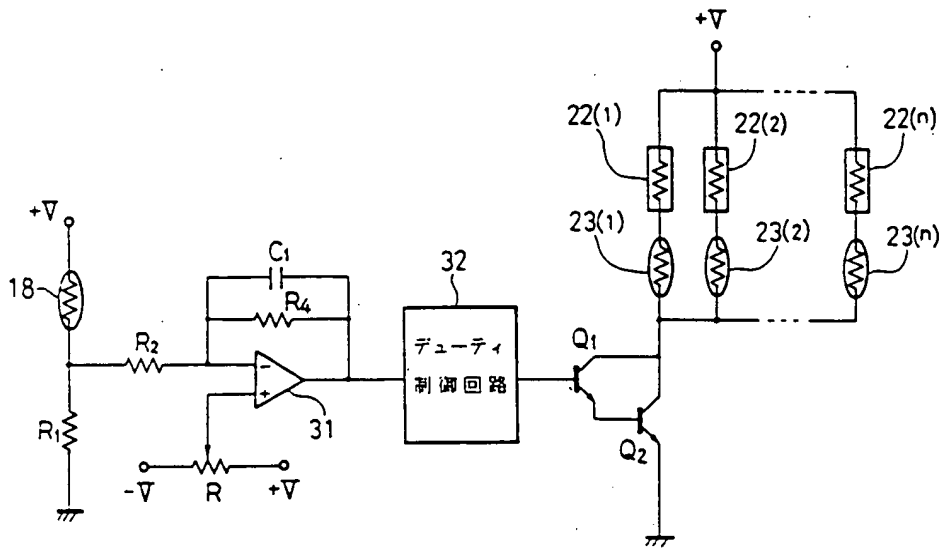 +V
22(1)
22(2)
22(n)
23(1)
23(2)
23(n)
+V
18
C1
R4
32
R2
デューティ
制御回路
Q1
-
+
31
R1
Q2
-V
R
+V